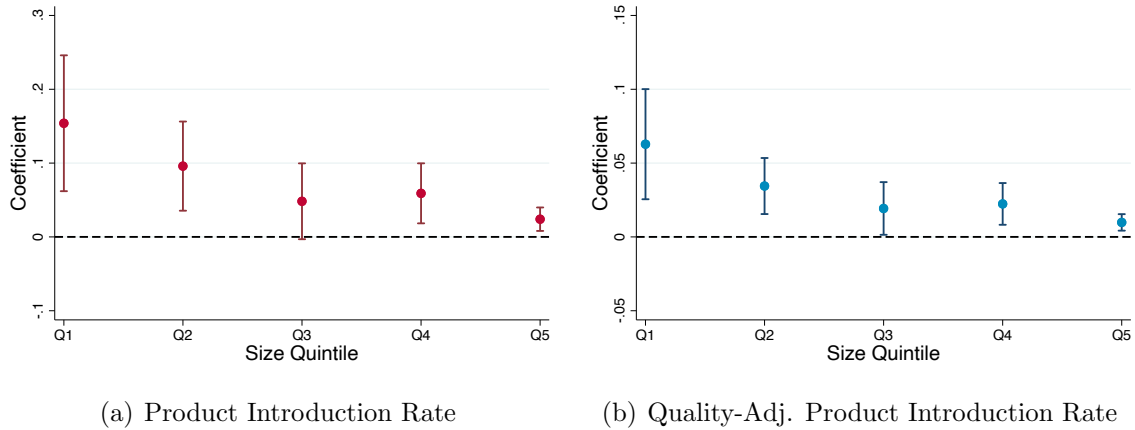 .3
.2
.1
0
-.1
Coefficient
Q1 Q2 Q3 Q4 Q5
Size Quintile
(a) Product Introduction Rate
.15
.1
.05
0
-.05
Coefficient
Q1 Q2 Q3 Q4 Q5
Size Quintile
(b) Quality-Adj. Product Introduction Rate